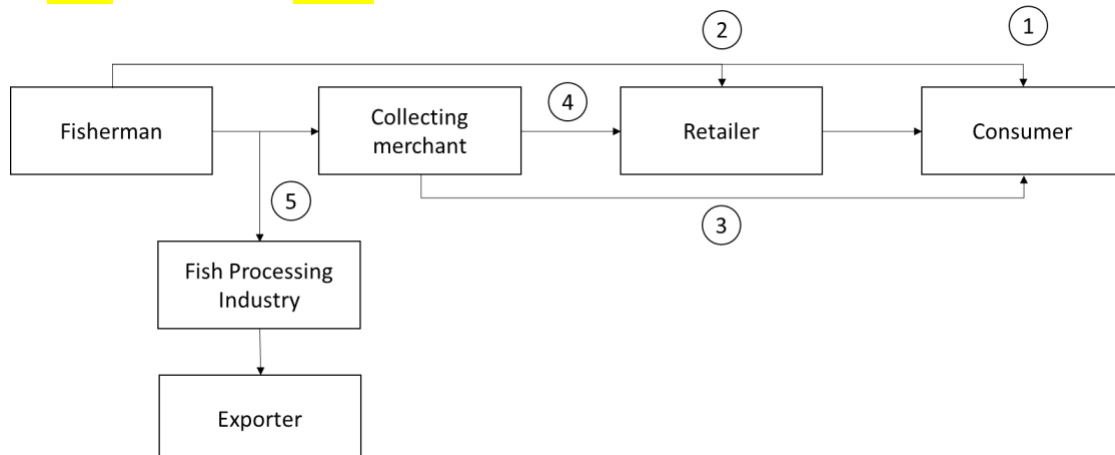 2
1
Fisherman
Collecting
merchant
4
Retailer
Consumer
5
3
Fish Processing
Industry
Exporter